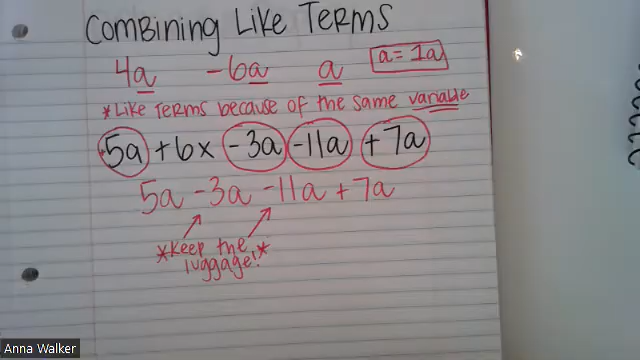 Combining Like Terms
4a -6a a a = 1a
*Like Terms because of the same variable
5a + 6x - 3a - 11a + 7a
5a - 3a - 11a + 7a
*Keep the
luggage!*
Anna Walker